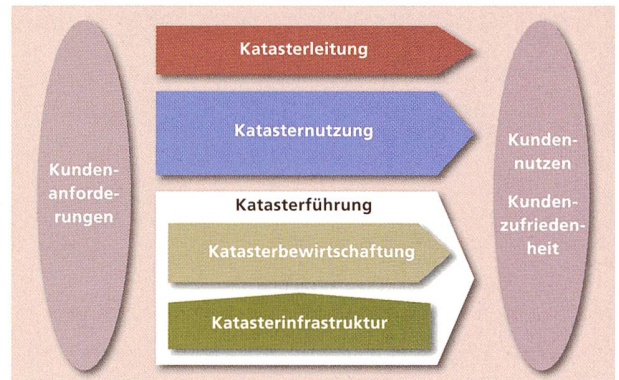 Kunden-
anforde-
rungen
Katasterleitung
Katasternutzung
Katasterführung
Katasterbewirtschaftung
Katasterinfrastruktur
Kunden-
nutzen
Kunden-
zufrieden-
heit